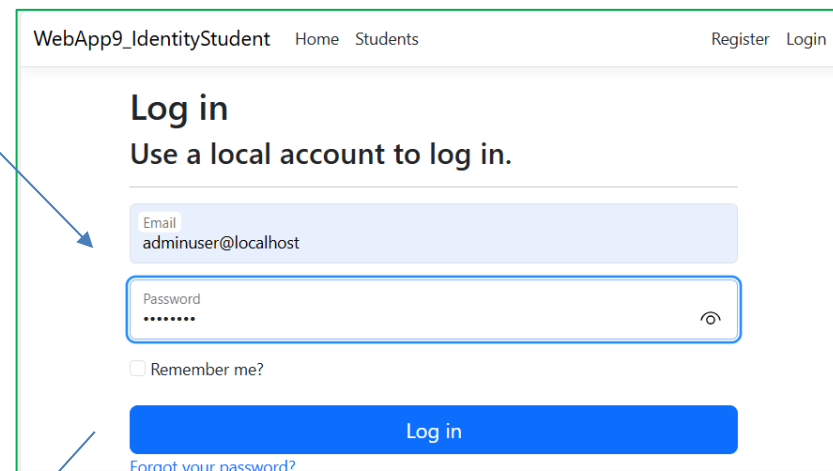 WebApp9_IdentityStudent Home Students Register Login
Log in
Use a local account to log in.
Email
adminuser@localhost
Password
••••••••
Remember me?
Log in
Forgot your password?